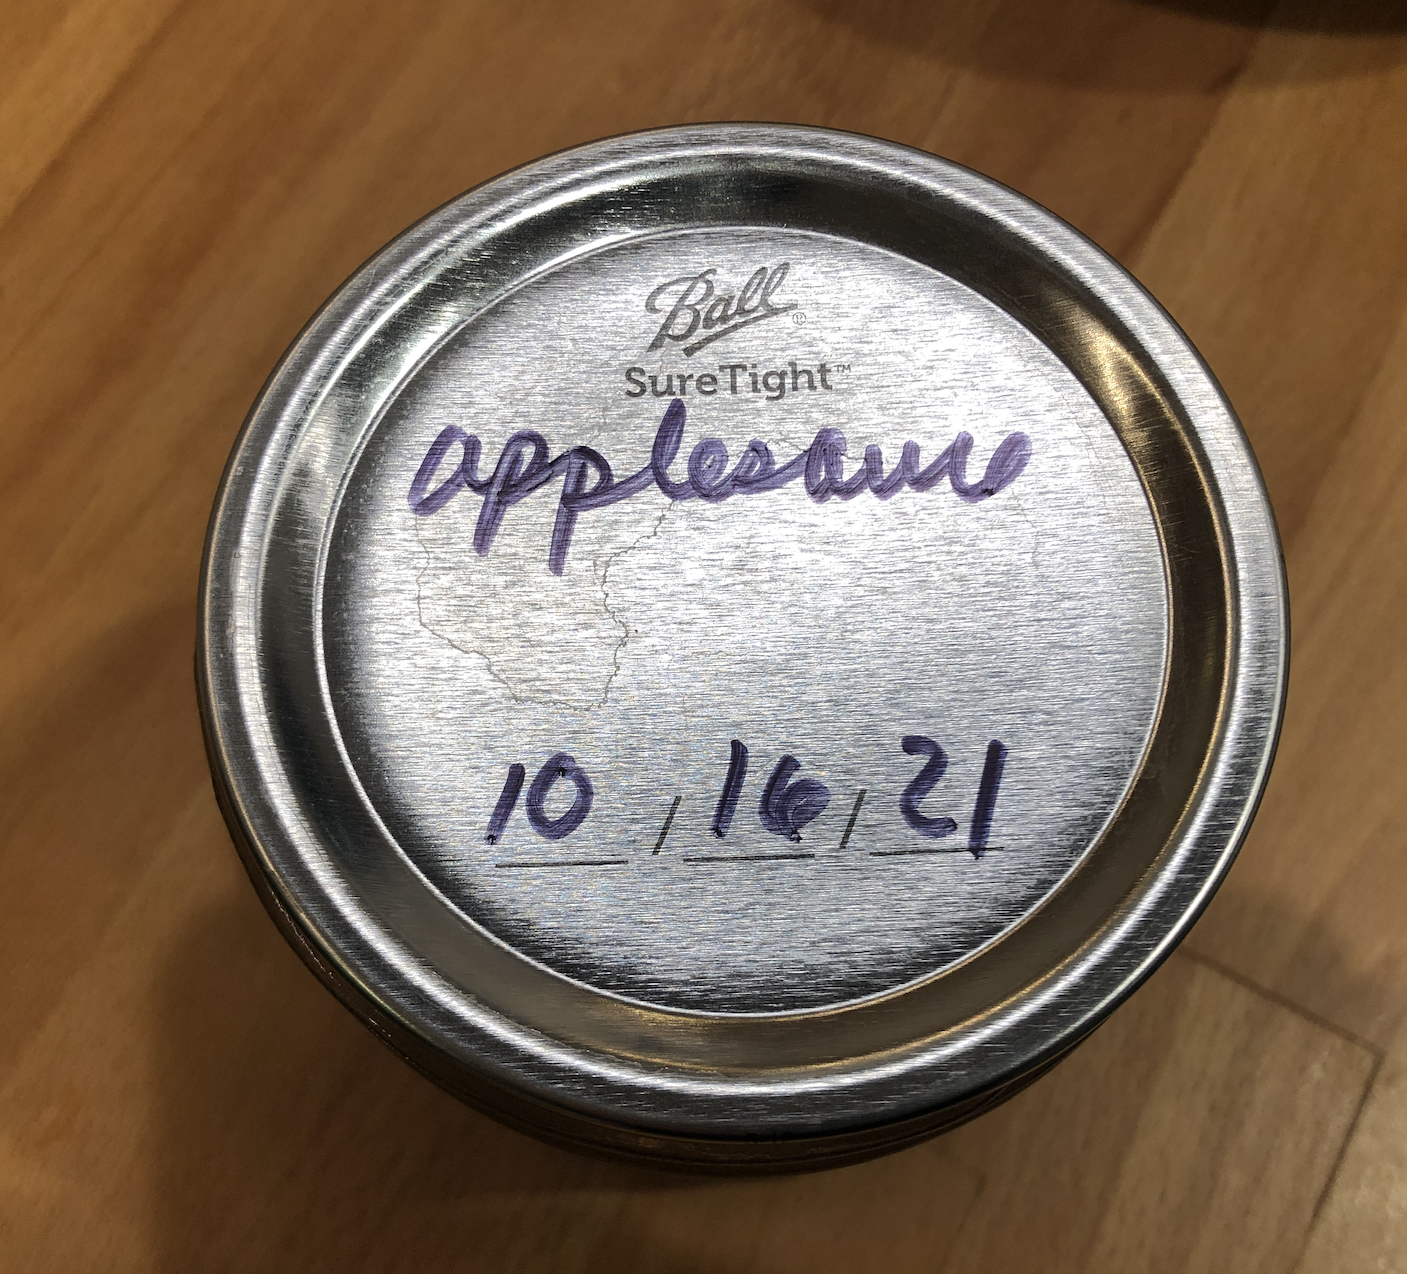 Ball®
SureTight™
applesauce
10 / 16 / 21